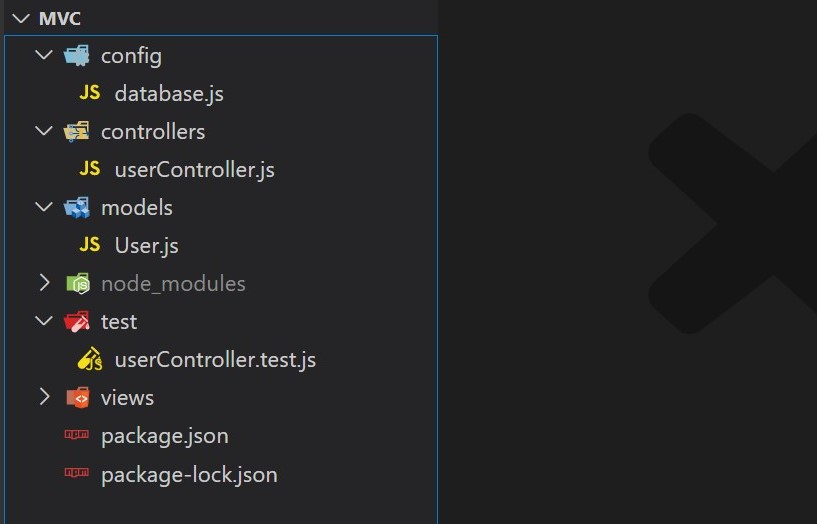 MVC
config
JS database.js
controllers
JS userController.js
models
JS User.js
node_modules
test
userController.test.js
views
package.json
package-lock.json